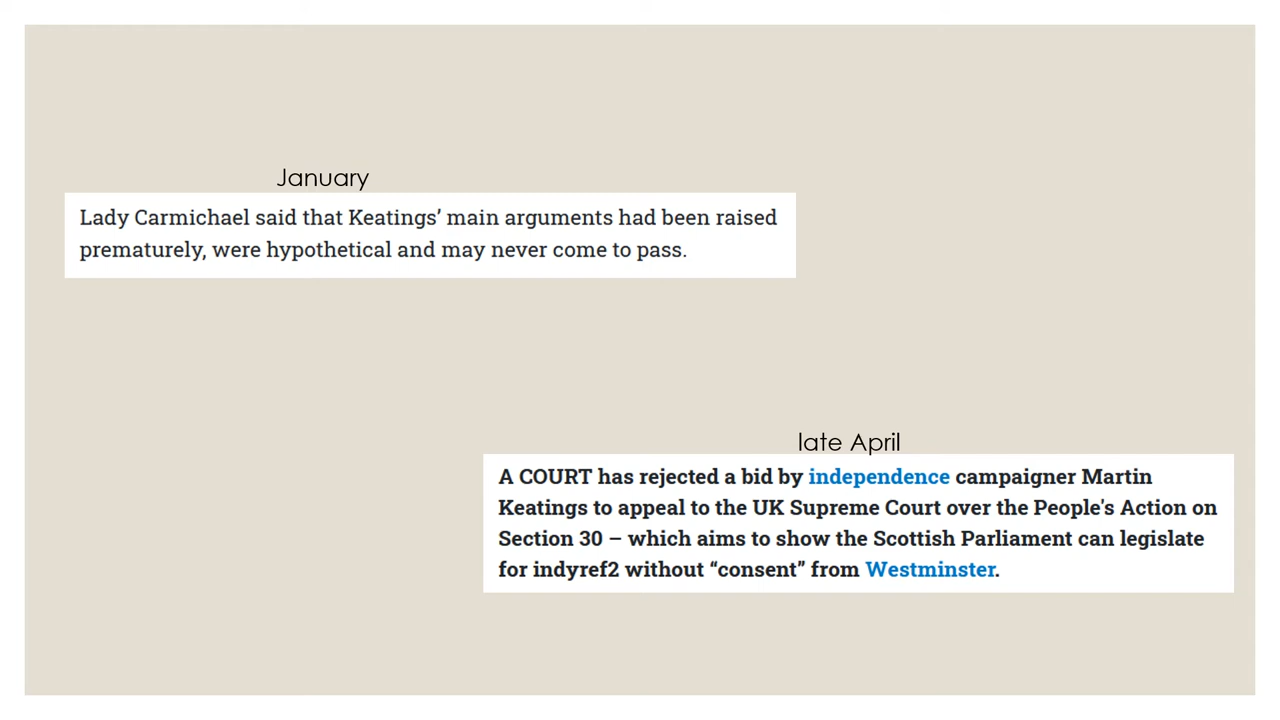 January
Lady Carmichael said that Keatings’ main arguments had been raised
prematurely, were hypothetical and may never come to pass.
late April
A COURT has rejected a bid by independence campaigner Martin
Keatings to appeal to the UK Supreme Court over the People's Action on
Section 30 – which aims to show the Scottish Parliament can legislate
for indyref2 without “consent” from Westminster.